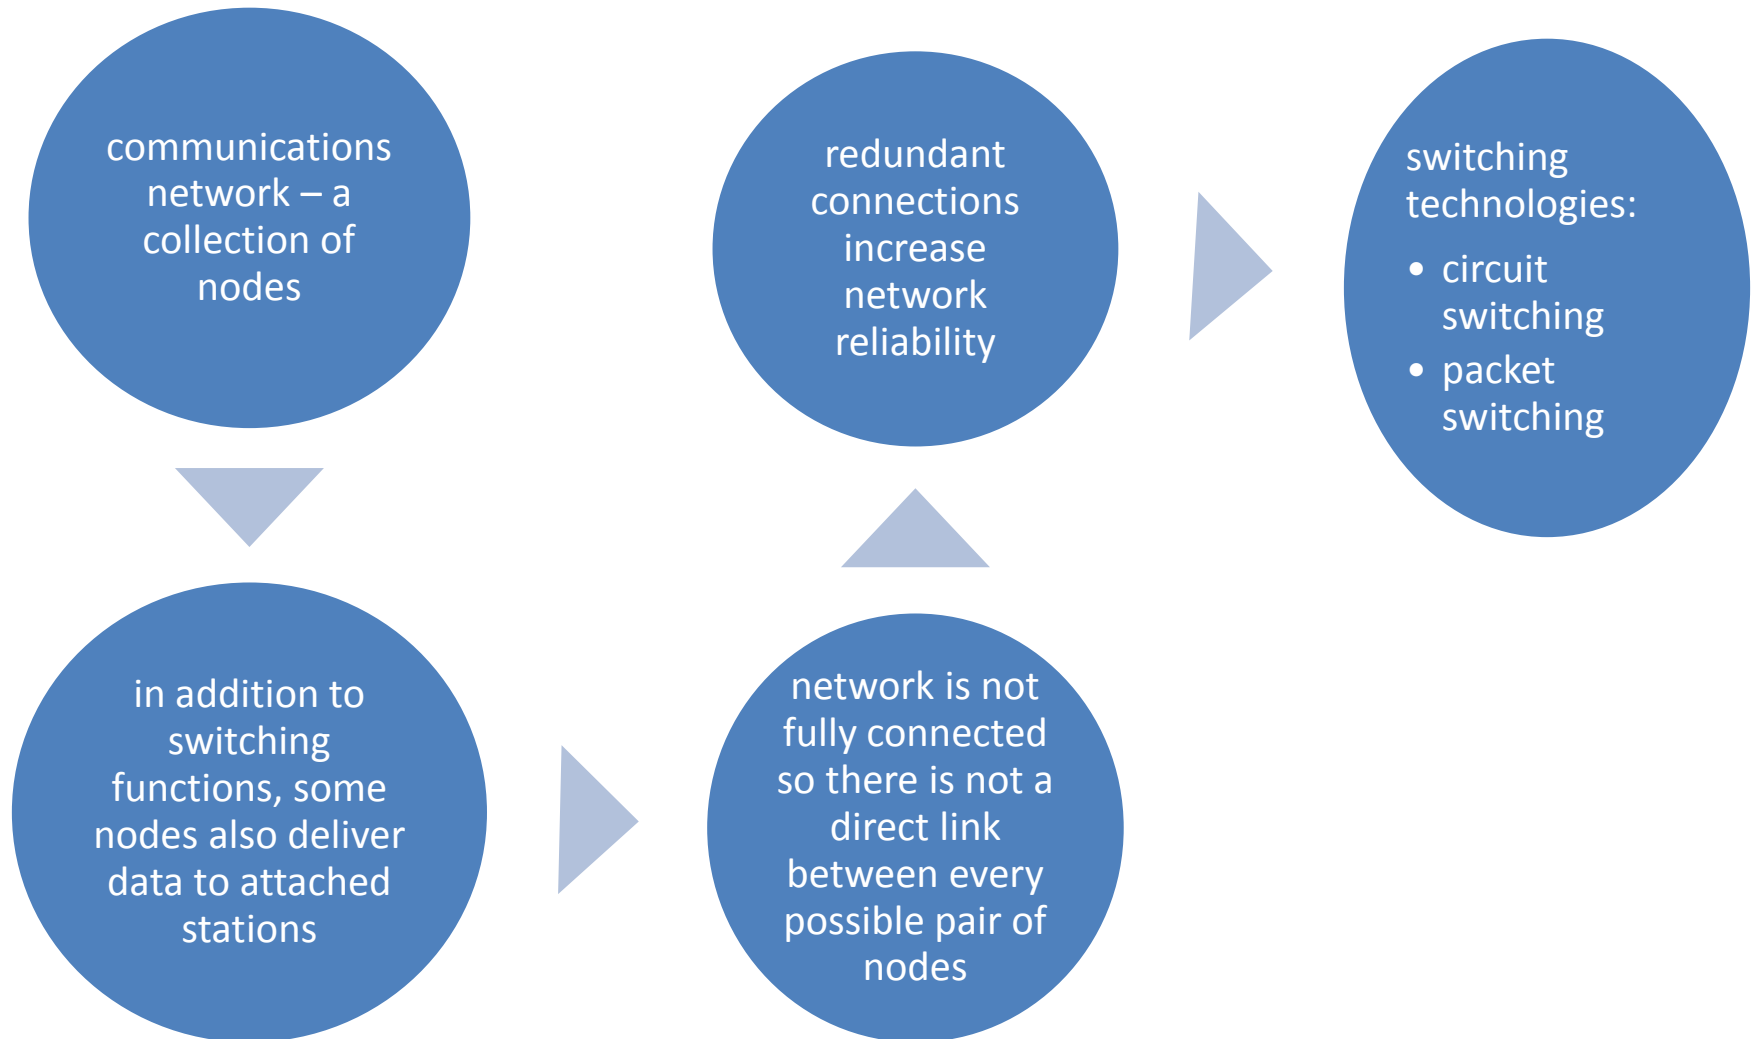 communications
network – a
collection of
nodes
in addition to
switching
functions, some
nodes also deliver
data to attached
stations
network is not
fully connected
so there is not a
direct link
between every
possible pair of
nodes
redundant
connections
increase
network
reliability
switching
technologies:
• circuit
switching
• packet
switching